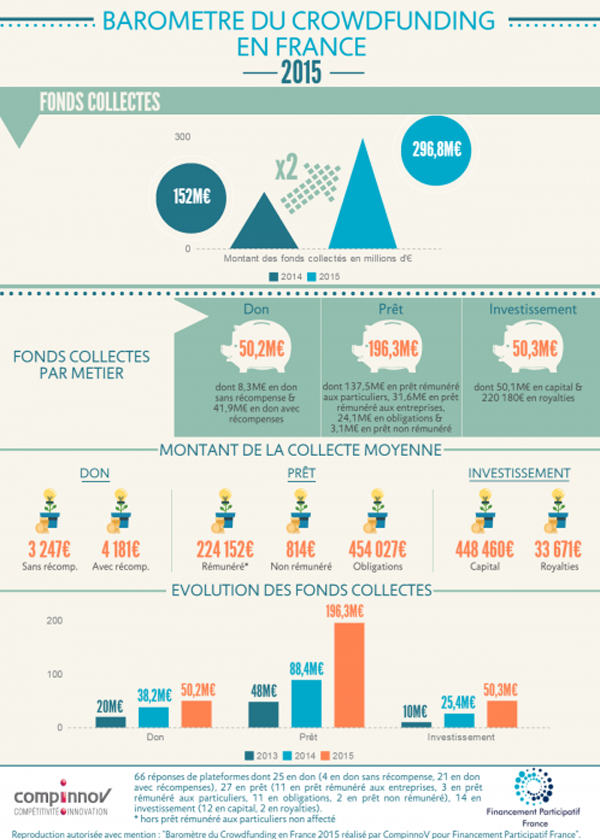 BAROMETRE DU CROWDFUNDING
EN FRANCE
2015
FONDS COLLECTES
300
x2
296,8M€
152M€
0
Montant des fonds collectés en millions d'€
2014 2015
FONDS COLLECTES
PAR METIER
Don
50,2M€
dont 8,3M€ en don
sans récompense &
41,9M€ en don avec
récompenses
Prêt
196,3M€
dont 137,5M€ en prêt rémunéré
aux particuliers, 31,6M€ en prêt
rémunéré aux entreprises,
24,1M€ en obligations &
3,1M€ en prêt non rémunéré
Investissement
50,3M€
dont 50,1M€ en capital &
220 180€ en royalties
MONTANT DE LA COLLECTE MOYENNE
DON
3 247€
Sans récomp.
4 181€
Avec récomp.
PRÊT
224 152€
Rémunéré*
814€
Non rémunéré
454 027€
Obligations
INVESTISSEMENT
448 460€
Capital
33 671€
Royalties
EVOLUTION DES FONDS COLLECTES
200
100
0
20M€ 38,2M€ 50,2M€
Don
48M€ 88,4M€ 196,3M€
Prêt
10M€ 25,4M€ 50,3M€
Investissement
2013 2014 2015
compinnov
COMPÉTITIVITÉ INNOVATION
66 réponses de plateformes dont 25 en don (4 en don sans récompense, 21 en don
avec récompenses), 27 en prêt (11 en prêt rémunéré aux entreprises, 3 en prêt
rémunéré aux particuliers, 11 en obligations, 2 en prêt non rémunéré), 14 en
investissement (12 en capital, 2 en royalties).
* hors prêt rémunéré aux particuliers non affecté
Financement Participatif
France
Reproduction autorisée avec mention : "Baromètre du Crowdfunding en France 2015 réalisé par CompinnoV pour Financement Participatif France".